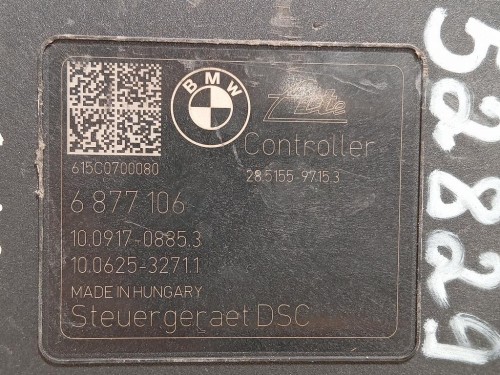 BMW
Ate
Controller
615C0700080
28.5155-9715.3
6 877 106
10.0917-0885.3
10.0625-3271.1
MADE IN HUNGARY
Steuergeraet DSC
52829